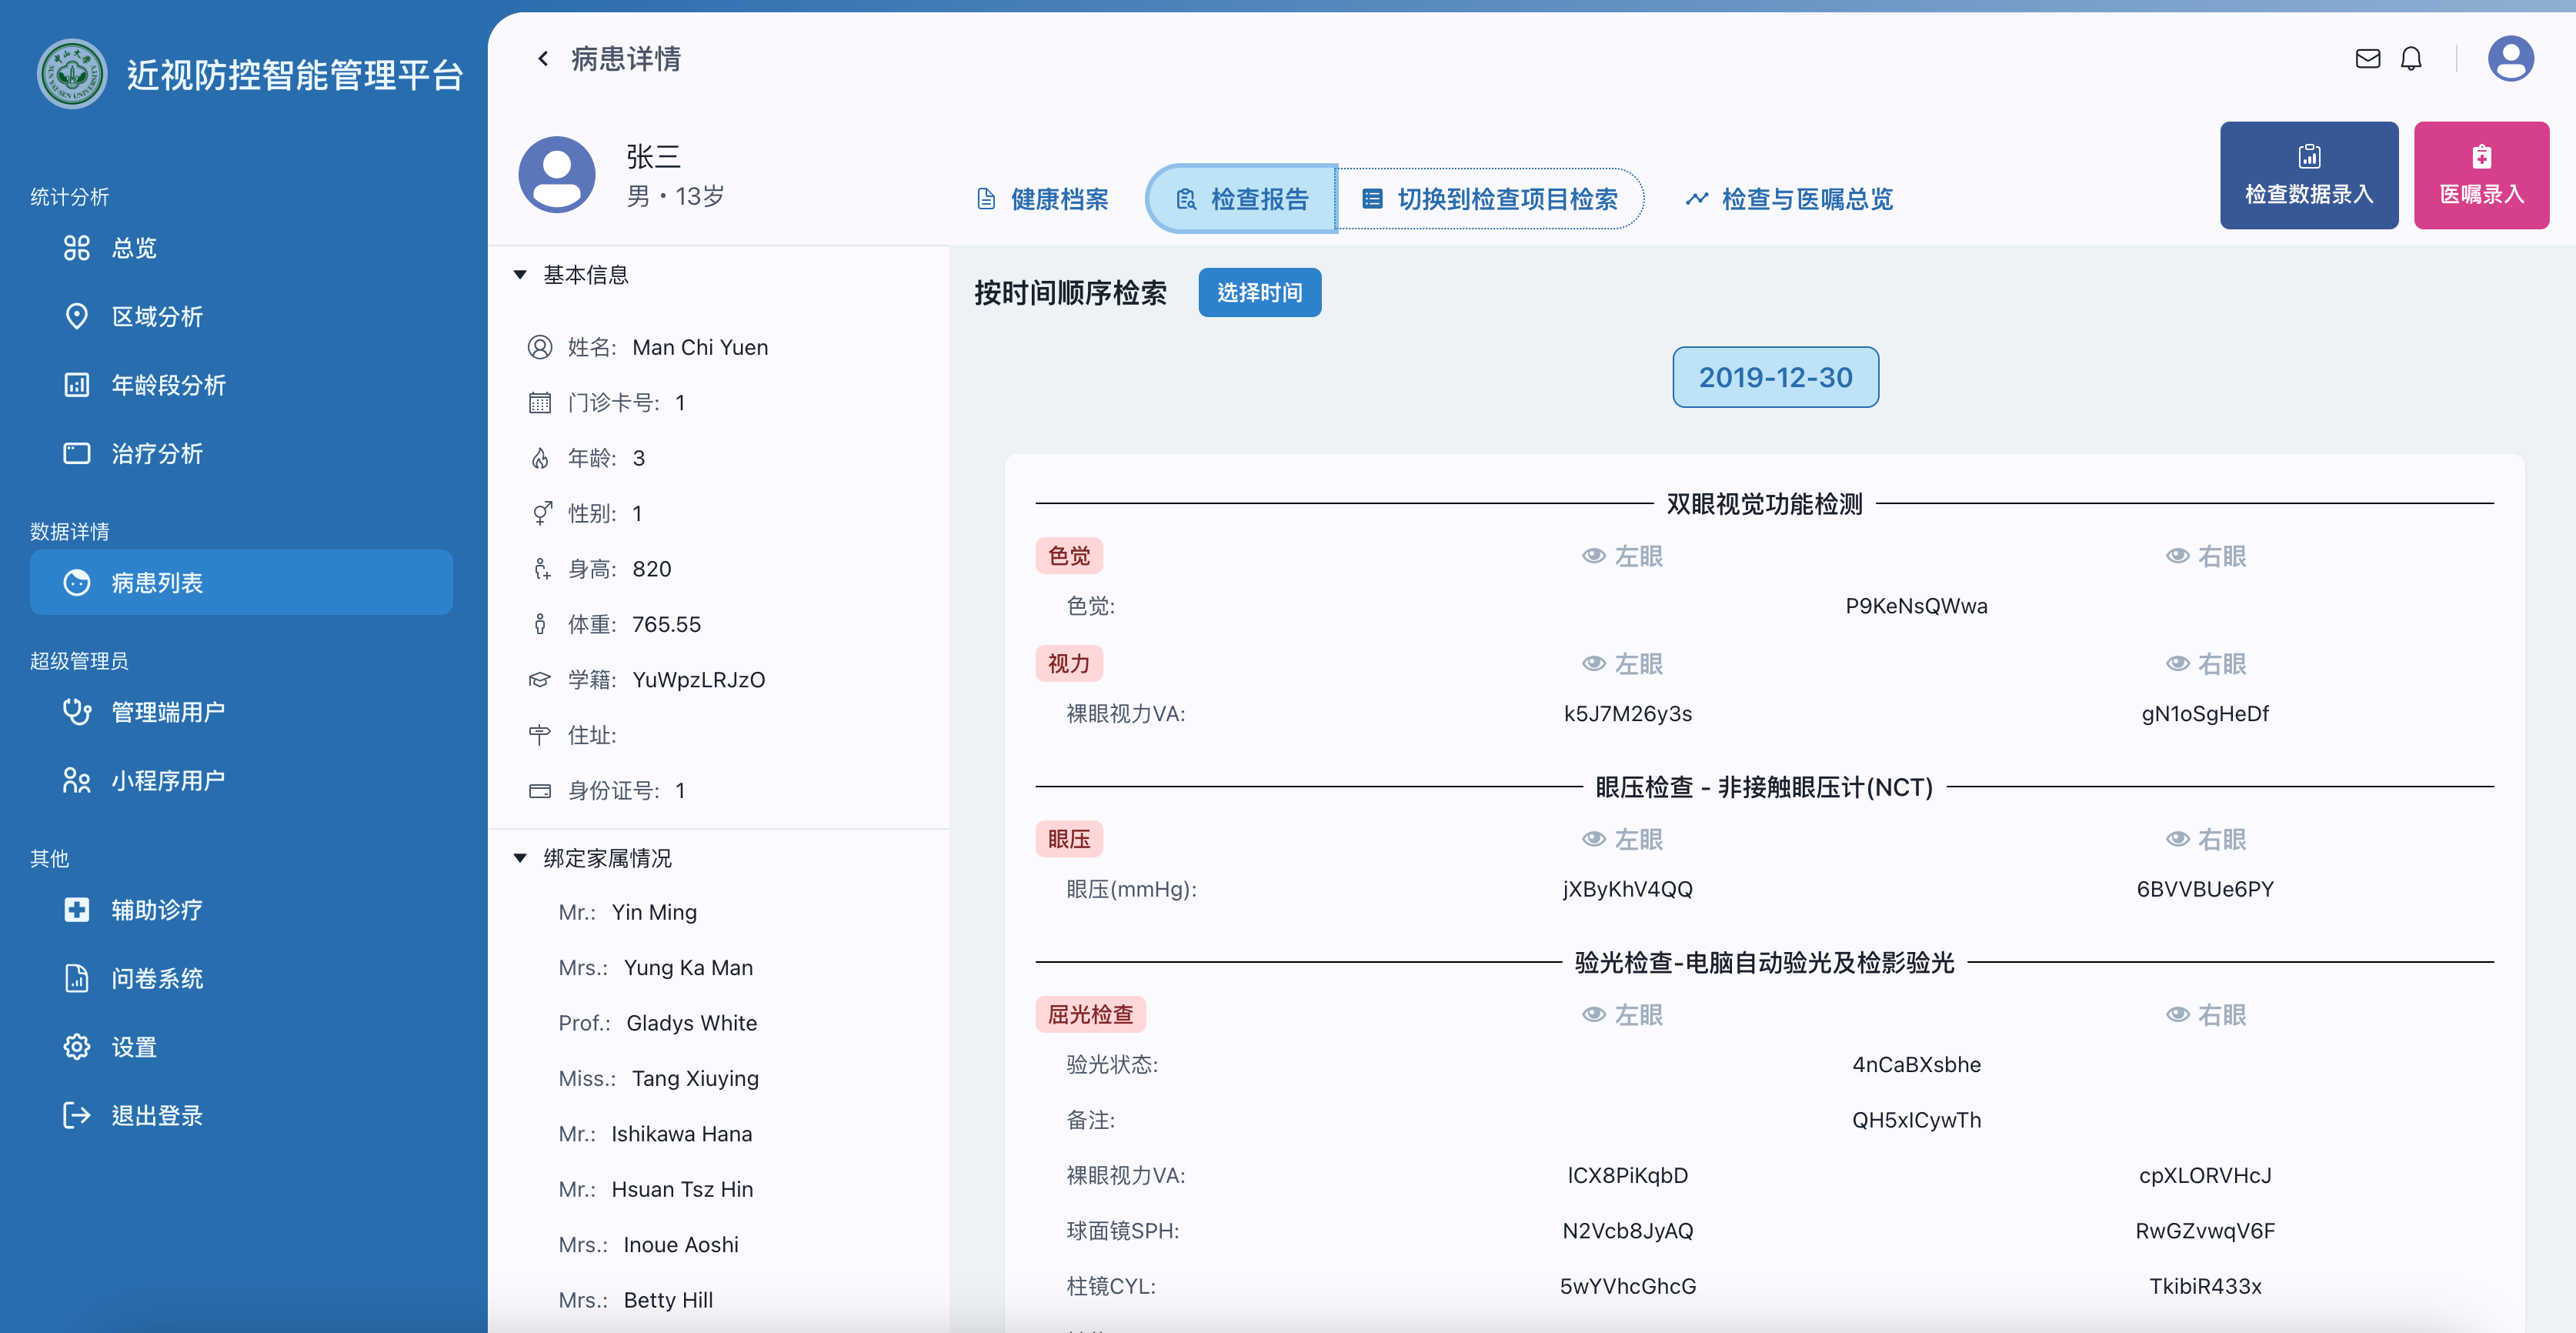 近视防控智能管理平台
统计分析
总览
区域分析
年龄段分析
治疗分析
数据详情
病患列表
超级管理员
管理端用户
小程序用户
其他
辅助诊疗
问卷系统
设置
退出登录
病患详情
张三
男・13岁
健康档案
检查报告
切换到检查项目检索
检查与医嘱总览
检查数据录入
医嘱录入
基本信息
姓名: Man Chi Yuen
门诊卡号: 1
年龄: 3
性别: 1
身高: 820
体重: 765.55
学籍: YuWpzLRJzO
住址:
身份证号: 1
绑定家属情况
Mr.: Yin Ming
Mrs.: Yung Ka Man
Prof.: Gladys White
Miss.: Tang Xiuying
Mr.: Ishikawa Hana
Mr.: Hsuan Tsz Hin
Mrs.: Inoue Aoshi
Mrs.: Betty Hill
按时间顺序检索 选择时间
2019-12-30
双眼视觉功能检测
色觉 左眼 右眼
色觉: P9KeNsQWwa
视力 左眼 右眼
裸眼视力VA: k5J7M26y3s gN1oSgHeDf
眼压检查 - 非接触眼压计(NCT)
眼压 左眼 右眼
眼压(mmHg): jXByKhV4QQ 6BVVBUe6PY
验光检查-电脑自动验光及检影验光
屈光检查 左眼 右眼
验光状态: 4nCaBXsbhe
备注: QH5xICywTh
裸眼视力VA: lCX8PiKqbD cpXLORVHcJ
球面镜SPH: N2Vcb8JyAQ RwGZvwqV6F
柱镜CYL: 5wYVhcGhcG TkibiR433x